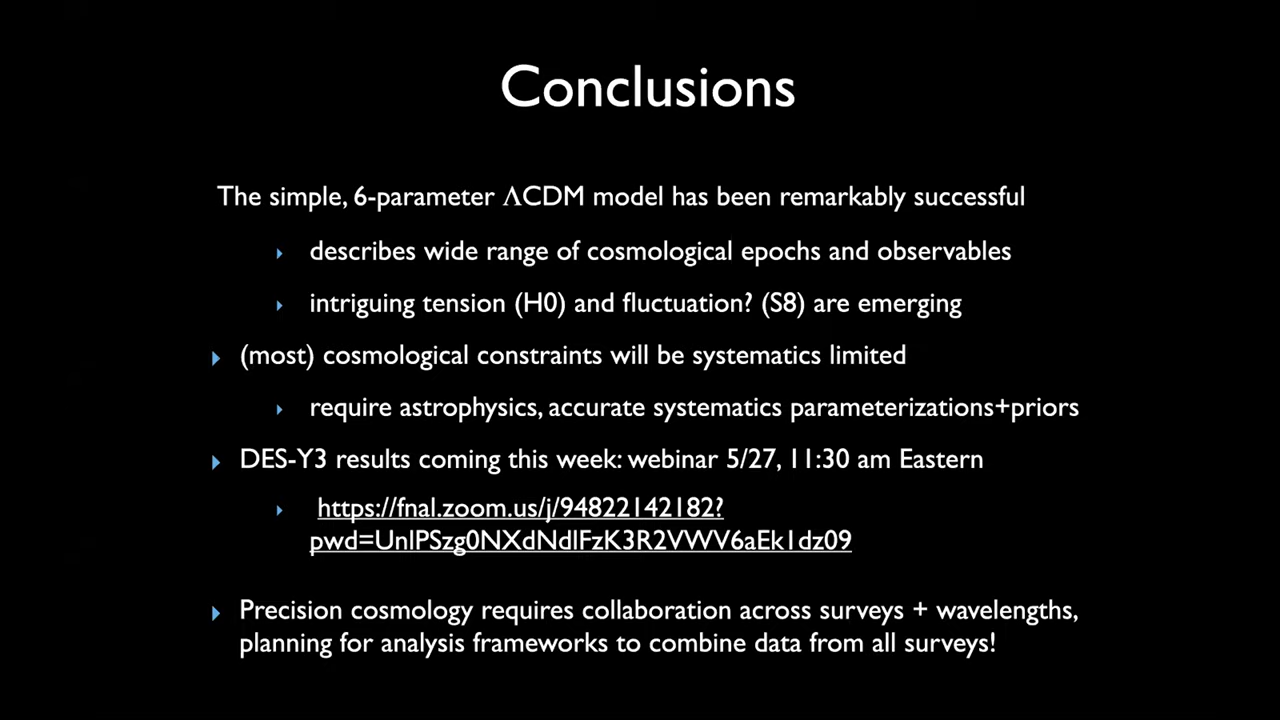 Conclusions
The simple, 6-parameter ΛCDM model has been remarkably successful
describes wide range of cosmological epochs and observables
intriguing tension (H0) and fluctuation? (S8) are emerging
(most) cosmological constraints will be systematics limited
require astrophysics, accurate systematics parameterizations+priors
DES-Y3 results coming this week: webinar 5/27, 11:30 am Eastern
https://fnal.zoom.us/j/94822142182?
pwd=UnlPSzg0NXdNdlFzK3R2VWV6aEk1dz09
Precision cosmology requires collaboration across surveys + wavelengths,
planning for analysis frameworks to combine data from all surveys!